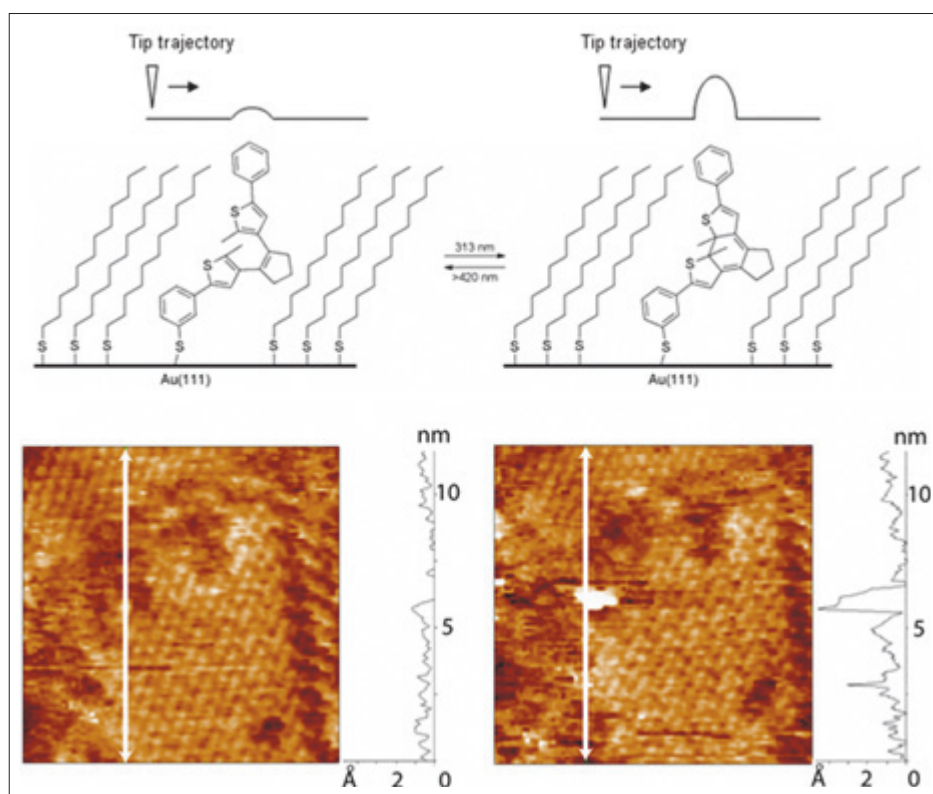 Tip trajectory
Tip trajectory
S
S
S
S
313 nm
>420 nm
S S S S S S S
S S S S S S S
Au(111)
Au(111)
nm
nm
10
10
5
5
Å 2 0
Å 2 0